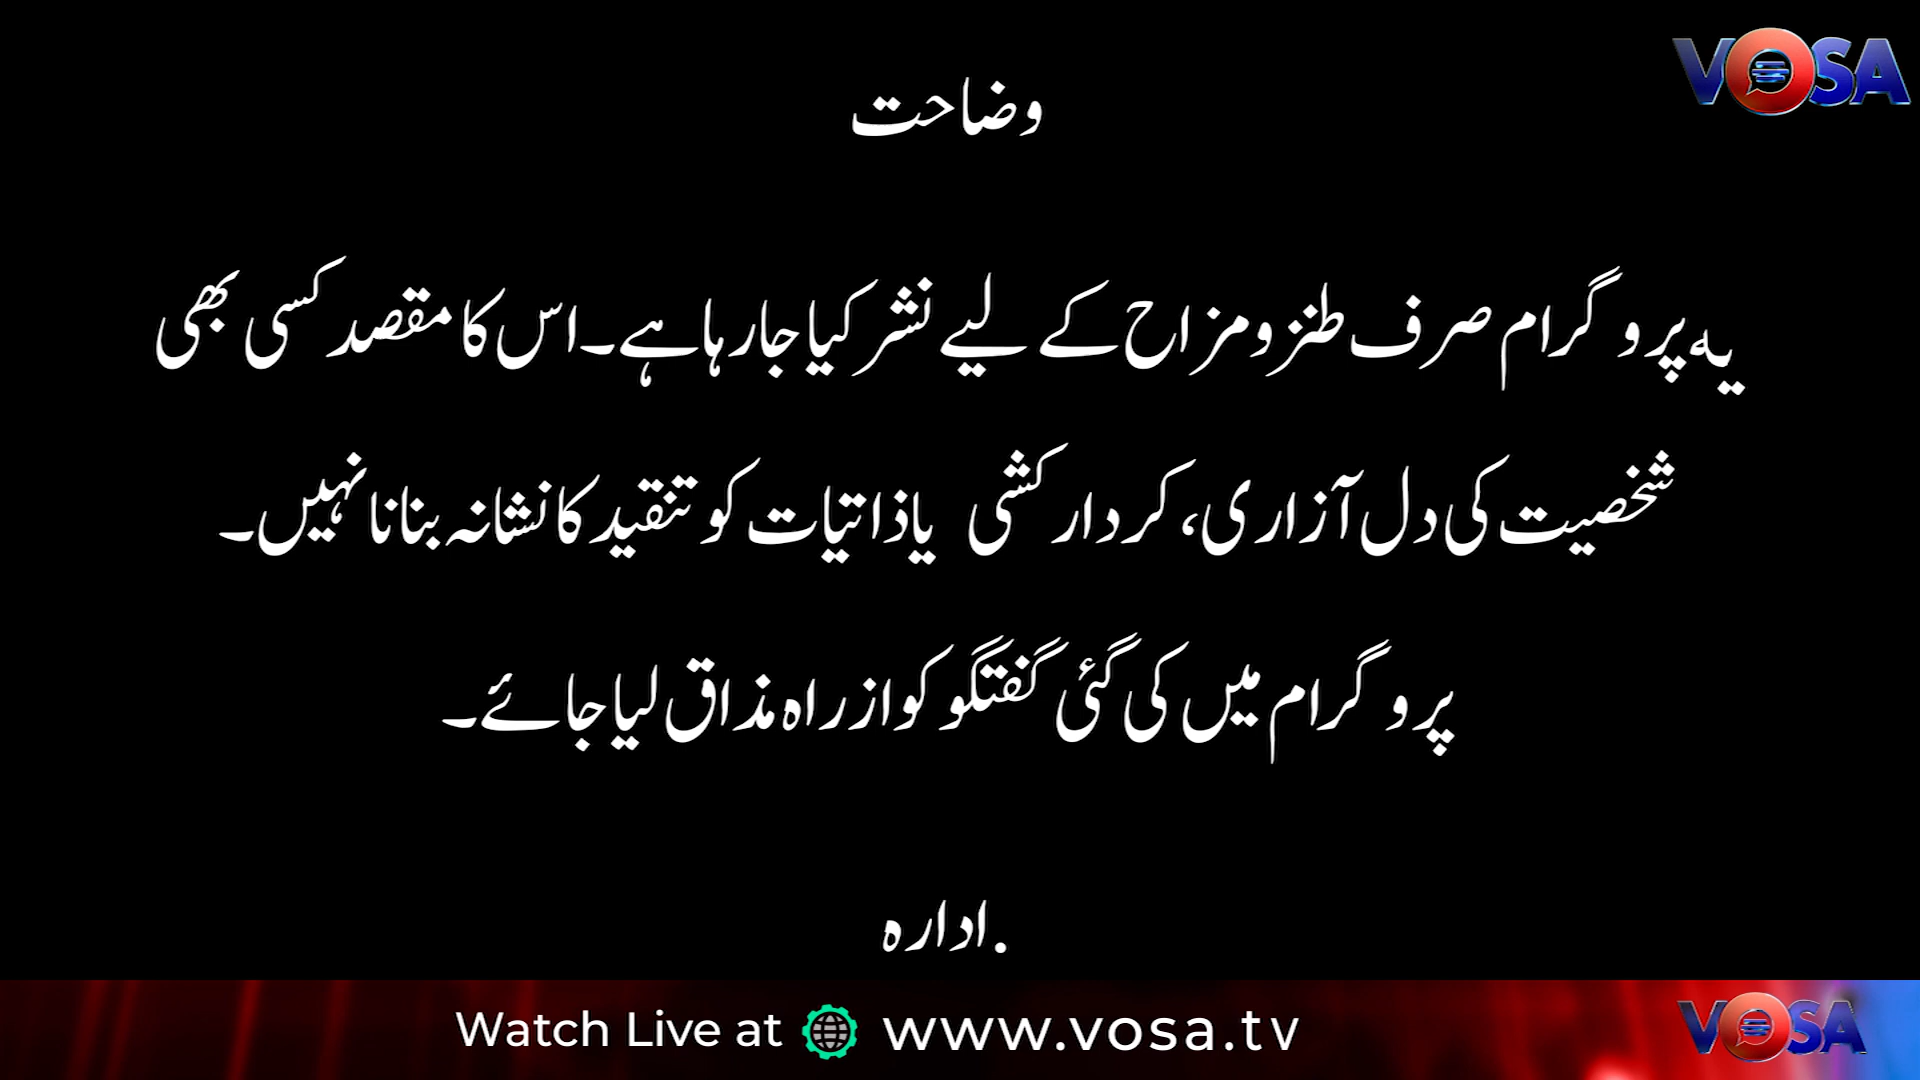 VOSA
وضاحت
یہ پروگرام صرف طنز و مزاح کے لیے نشر کیا جا رہا ہے۔ اس کا مقصد کسی بھی
شخصیت کی دل آزاری، کردار کشی یا ذاتیات کو تنقید کا نشانہ بنانا نہیں۔
پروگرام میں کی گئی گفتگو کو از راہ مذاق لیا جائے۔
.ادارہ
Watch Live at www.vosa.tv VOSA